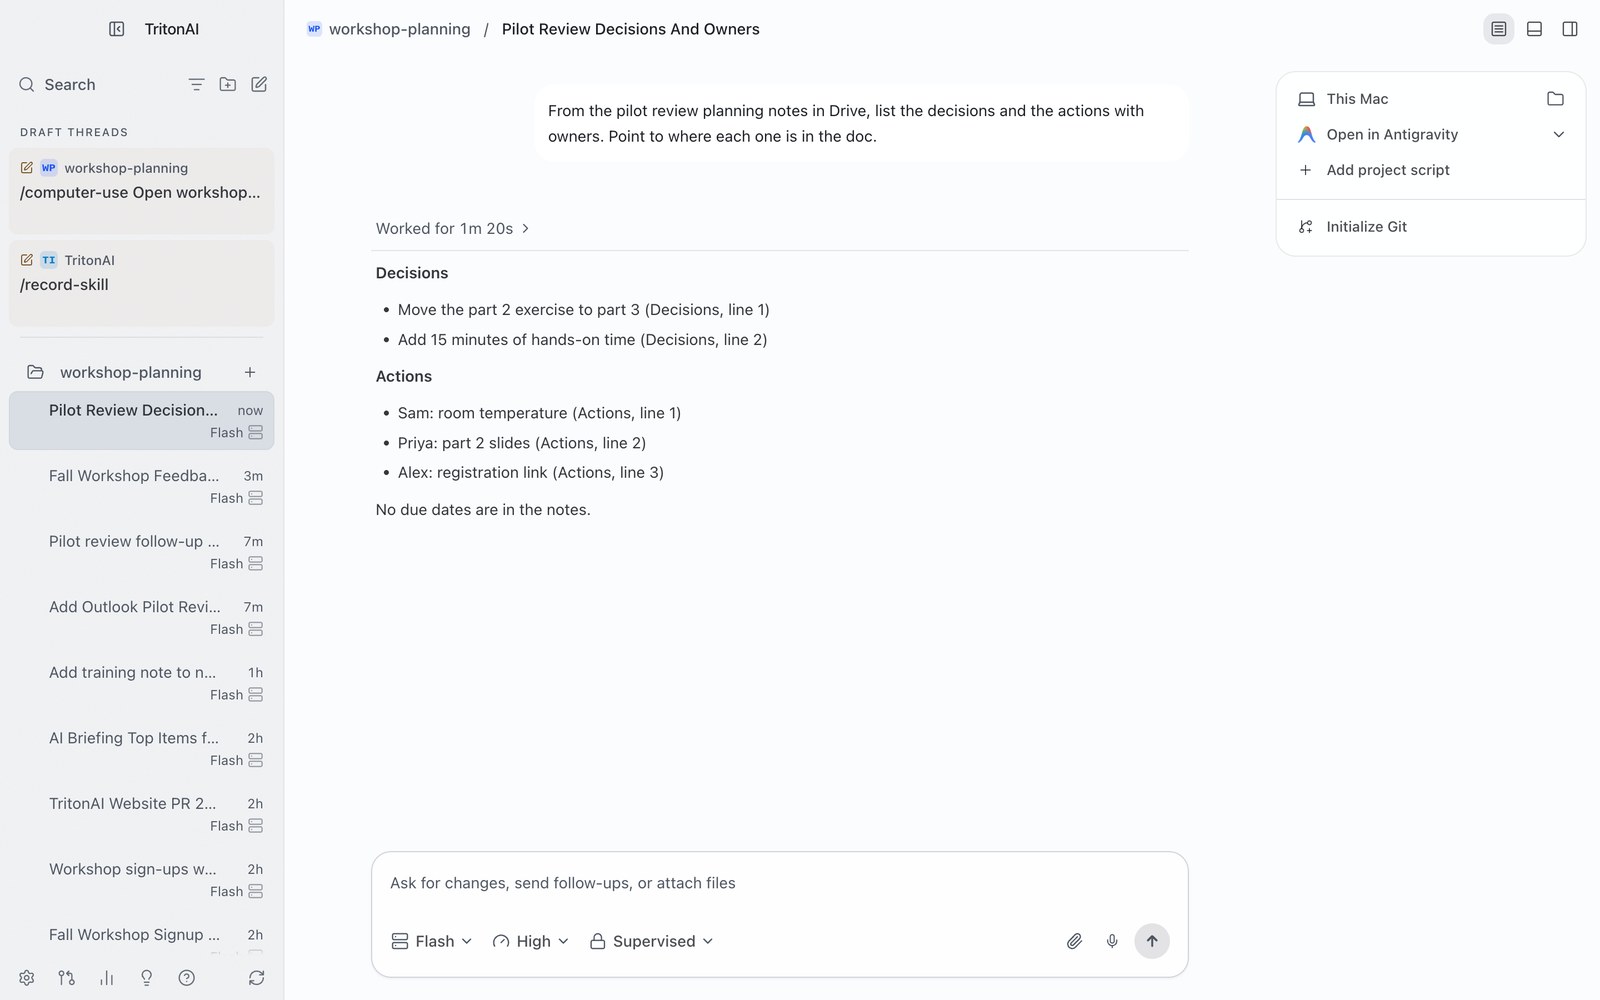 TritonAI
Search
DRAFT THREADS
WP workshop-planning
/computer-use Open workshop...
TI TritonAI
/record-skill
workshop-planning
Pilot Review Decision... now
Flash
Fall Workshop Feedba... 3m
Flash
Pilot review follow-up ... 7m
Flash
Add Outlook Pilot Revi... 7m
Flash
Add training note to n... 1h
Flash
AI Briefing Top Items f... 2h
Flash
TritonAI Website PR 2... 2h
Flash
Workshop sign-ups w... 2h
Flash
Fall Workshop Signup ... 2h
WP workshop-planning / Pilot Review Decisions And Owners
From the pilot review planning notes in Drive, list the decisions and the actions with
owners. Point to where each one is in the doc.
Worked for 1m 20s
Decisions
• Move the part 2 exercise to part 3 (Decisions, line 1)
• Add 15 minutes of hands-on time (Decisions, line 2)
Actions
• Sam: room temperature (Actions, line 1)
• Priya: part 2 slides (Actions, line 2)
• Alex: registration link (Actions, line 3)
No due dates are in the notes.
Ask for changes, send follow-ups, or attach files
Flash High Supervised
This Mac
Open in Antigravity
Add project script
Initialize Git